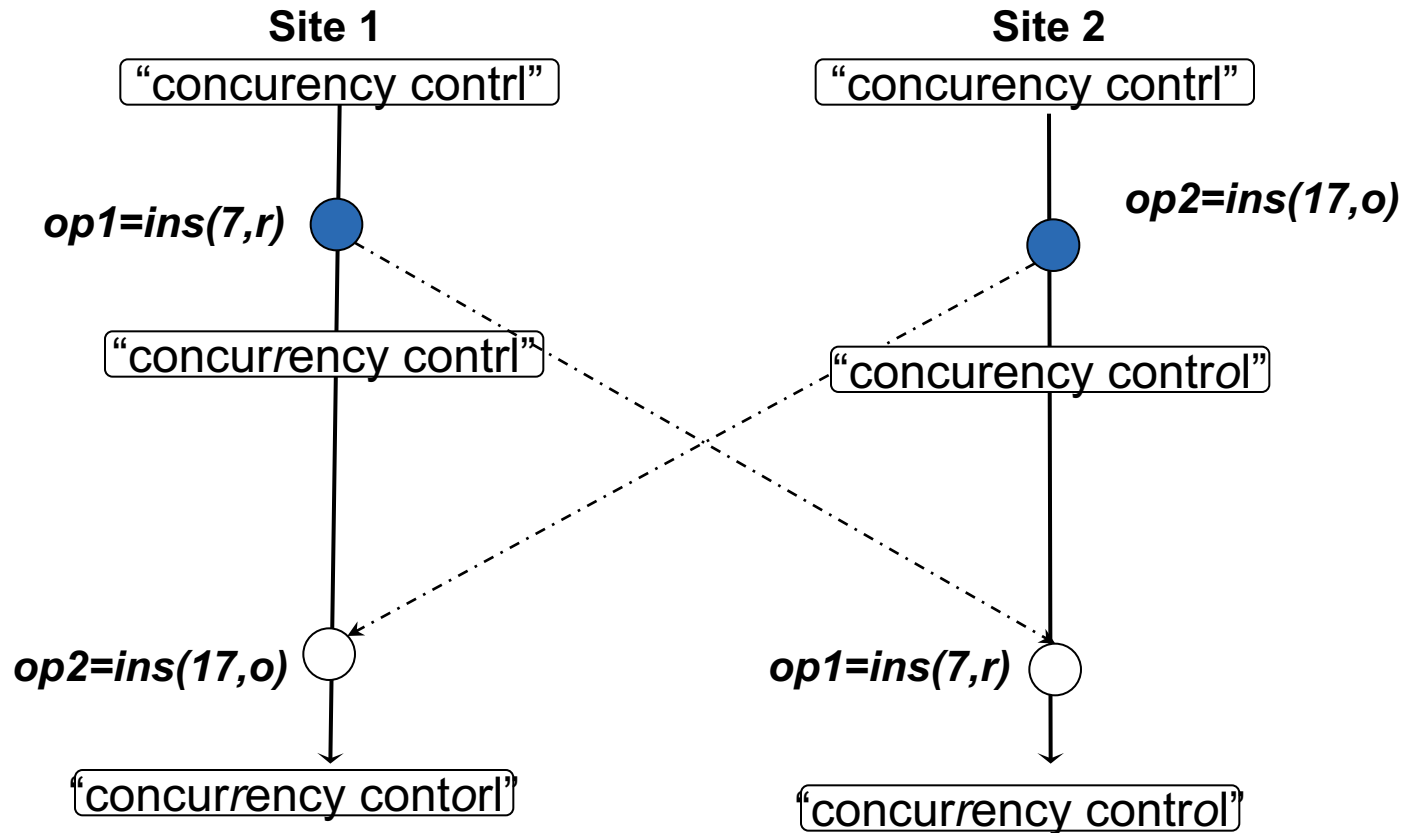 Site 1
Site 2
“concurency contrl”
“concurency contrl”
op1=ins(7,r)
op2=ins(17,o)
“concurrency contrl”
“concurency control”
op2=ins(17,o)
op1=ins(7,r)
“concurrency contorl”
“concurrency control”